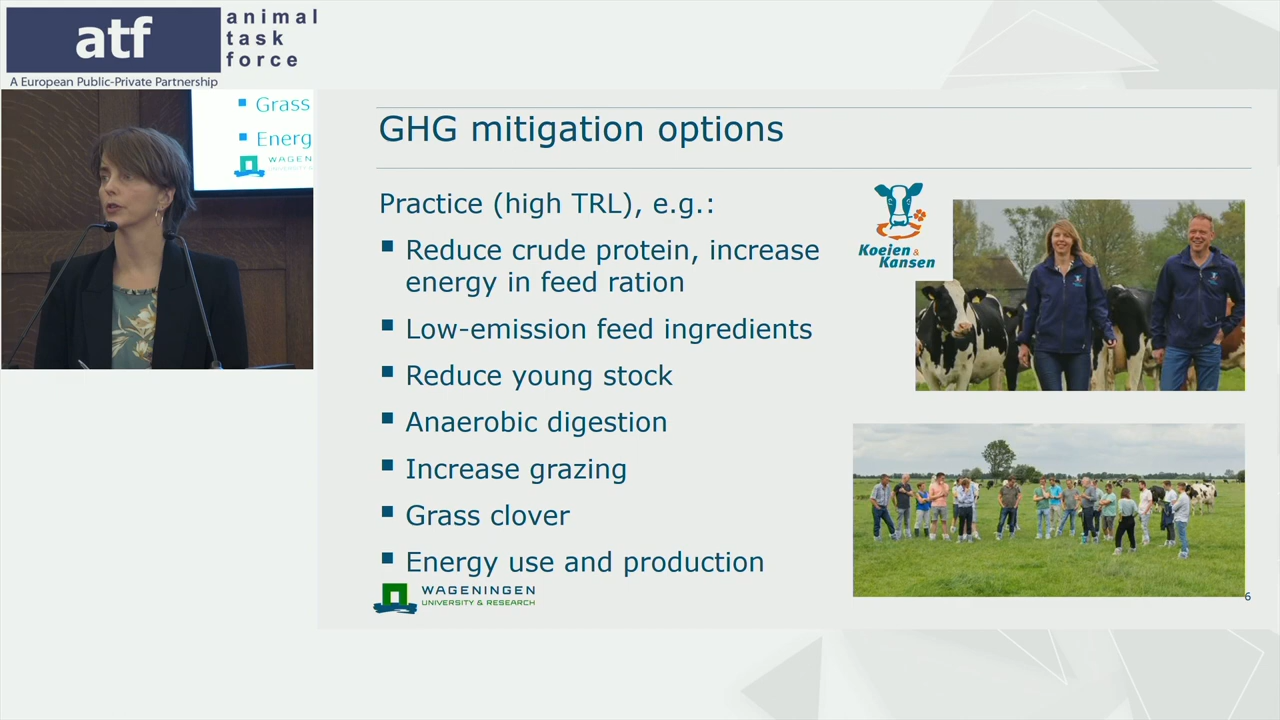 atf
animal
task
force
A European Public-Private Partnership
Grass
Energ
WAGEN
GHG mitigation options
Practice (high TRL), e.g.:
▪ Reduce crude protein, increase
energy in feed ration
▪ Low-emission feed ingredients
▪ Reduce young stock
▪ Anaerobic digestion
▪ Increase grazing
▪ Grass clover
▪ Energy use and production
Koeien &
Kansen
WAGENINGEN
UNIVERSITY & RESEARCH
6